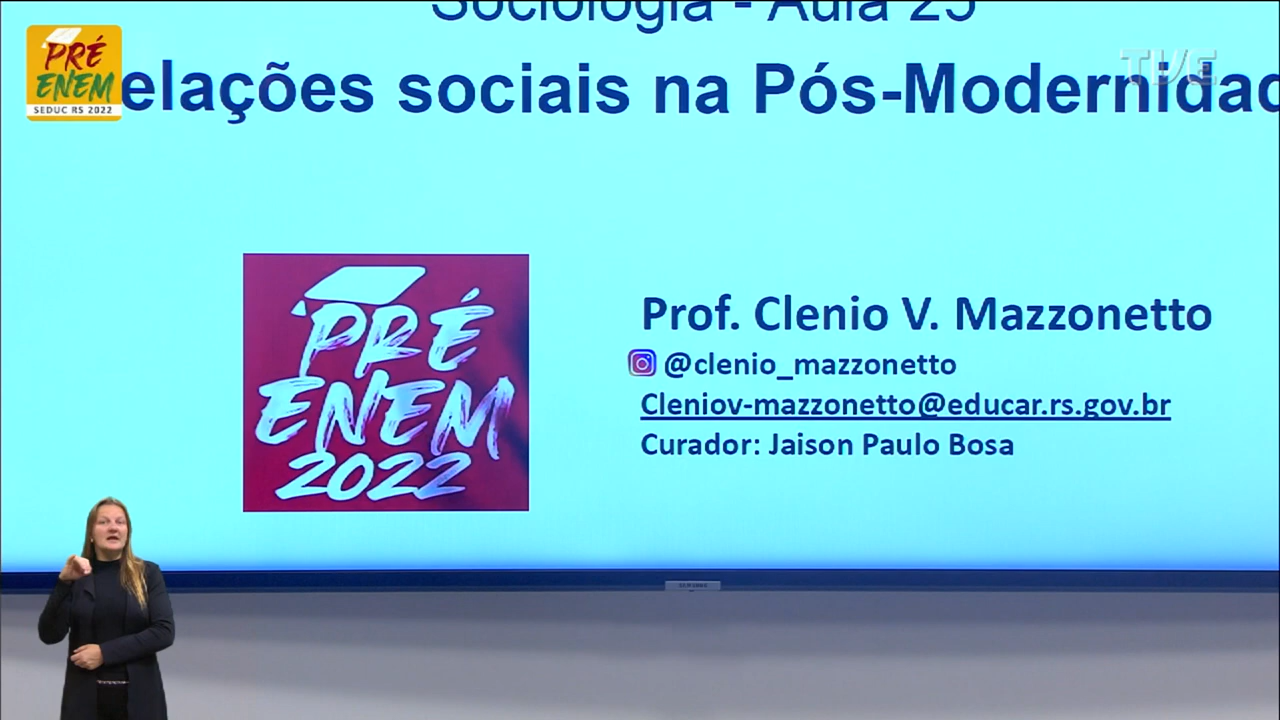 Sociologia - Aula 25
elações sociais na Pós-Modernidad
PRÉ
ENEM
SEDUC RS 2022
TVE
PRÉ
ENEM
2022
Prof. Clenio V. Mazzonetto
@clenio_mazzonetto
Cleniov-mazzonetto@educar.rs.gov.br
Curador: Jaison Paulo Bosa